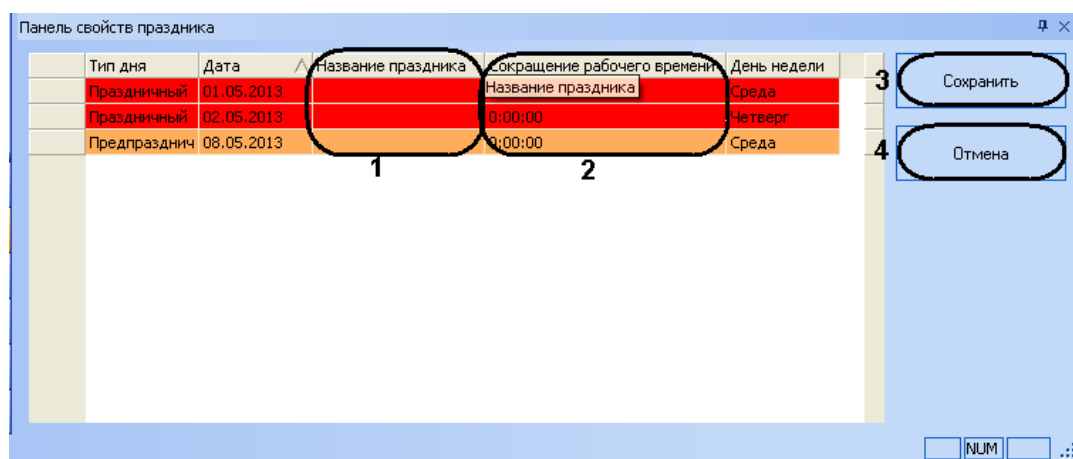 Панель свойств праздника
Тип дня Дата Название праздника Сокращение рабочего времени День недели
Праздничный 01.05.2013 Название праздника Среда
Праздничный 02.05.2013 0:00:00 Четверг
Предпразднич 08.05.2013 0:00:00 Среда
1 2
3 Сохранить
4 Отмена
NUM